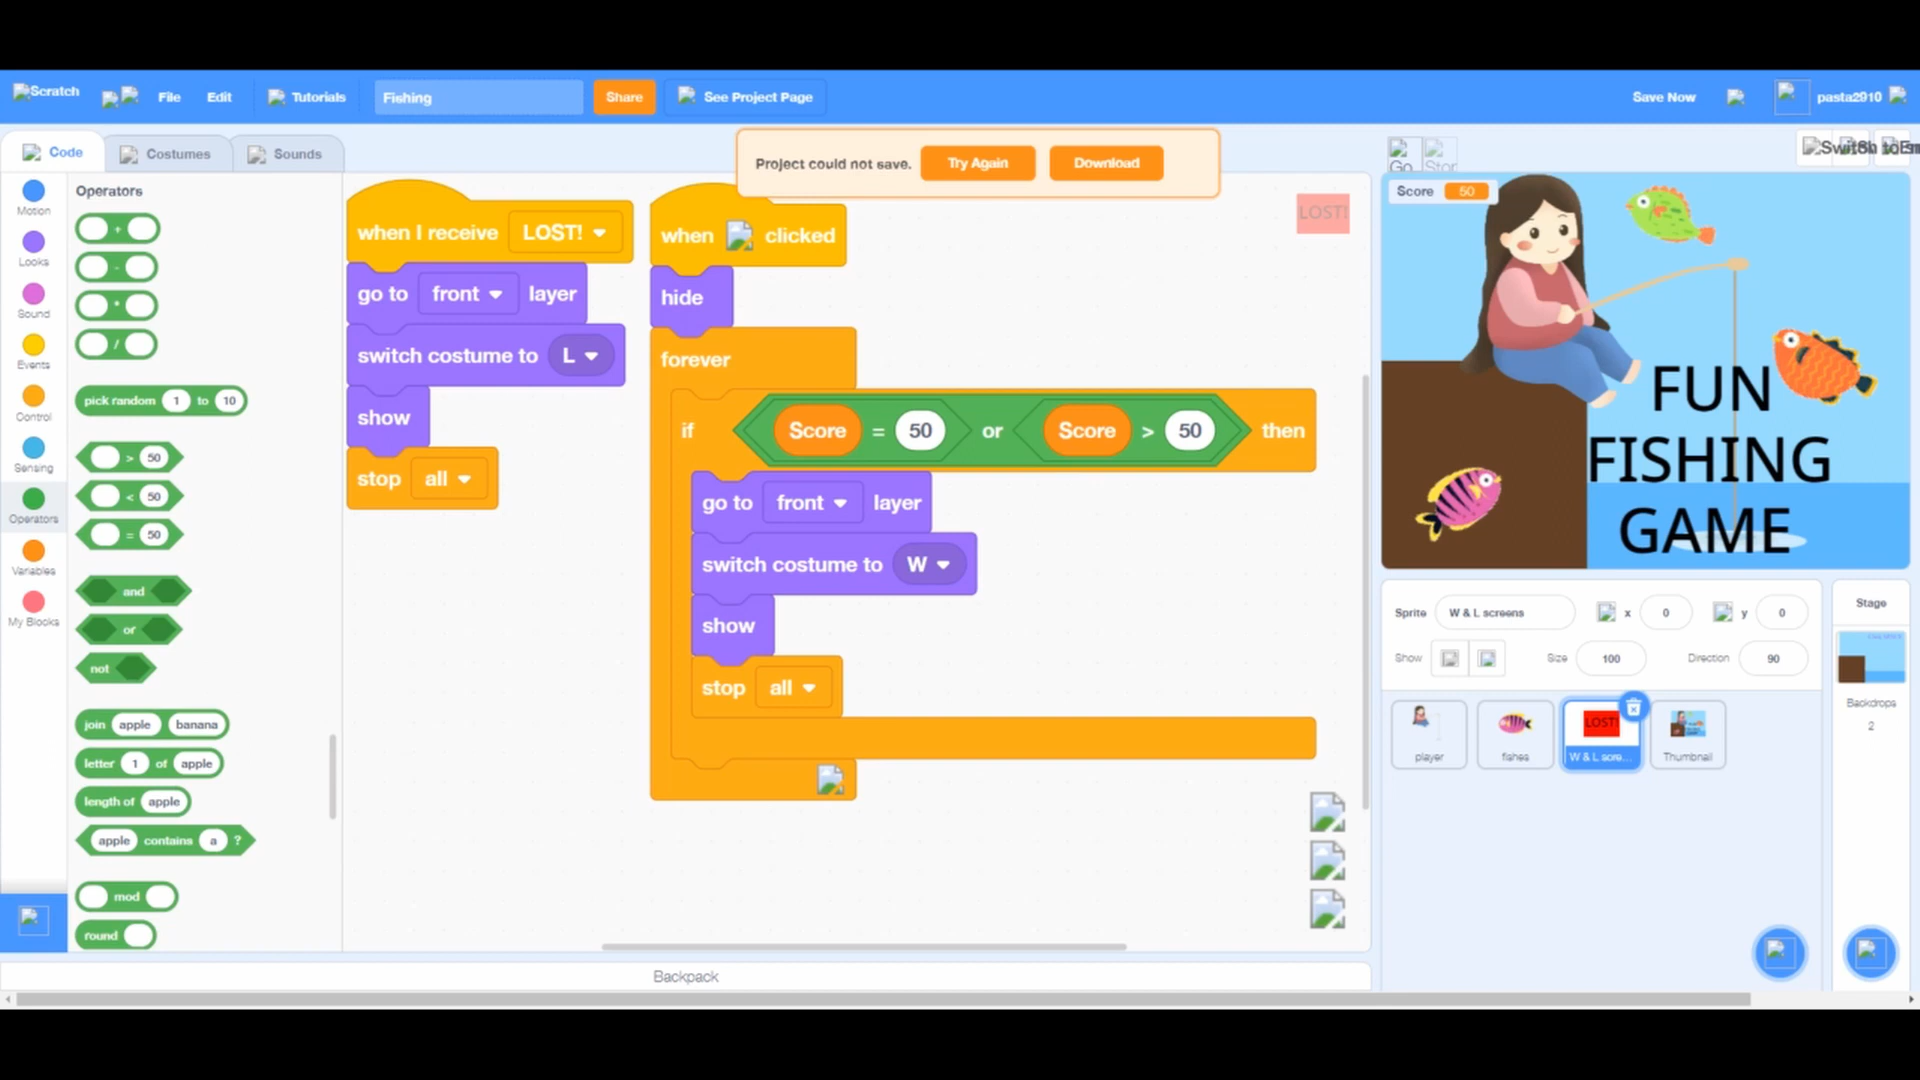 Scratch File Edit Tutorials Fishing Share See Project Page Save Now pasta2910
Code Costumes Sounds
Project could not save. Try Again Download
Motion
Looks
Sound
Events
Control
Sensing
Operators
Variables
My Blocks
Operators
+
-
*
/
pick random 1 to 10
> 50
< 50
= 50
and
or
not
join apple banana
letter 1 of apple
length of apple
apple contains a ?
mod
round
when I receive LOST!
go to front layer
switch costume to L
show
stop all
when clicked
hide
forever
if Score = 50 or Score > 50 then
go to front layer
switch costume to W
show
stop all
LOST!
Backpack
Go
Score 50
FUN
FISHING
GAME
Sprite W & L screens x 0 y 0
Show Size 100 Direction 90
player
fishes
LOST!
W & L scre...
Thumbnail
Stage
Backdrops
2